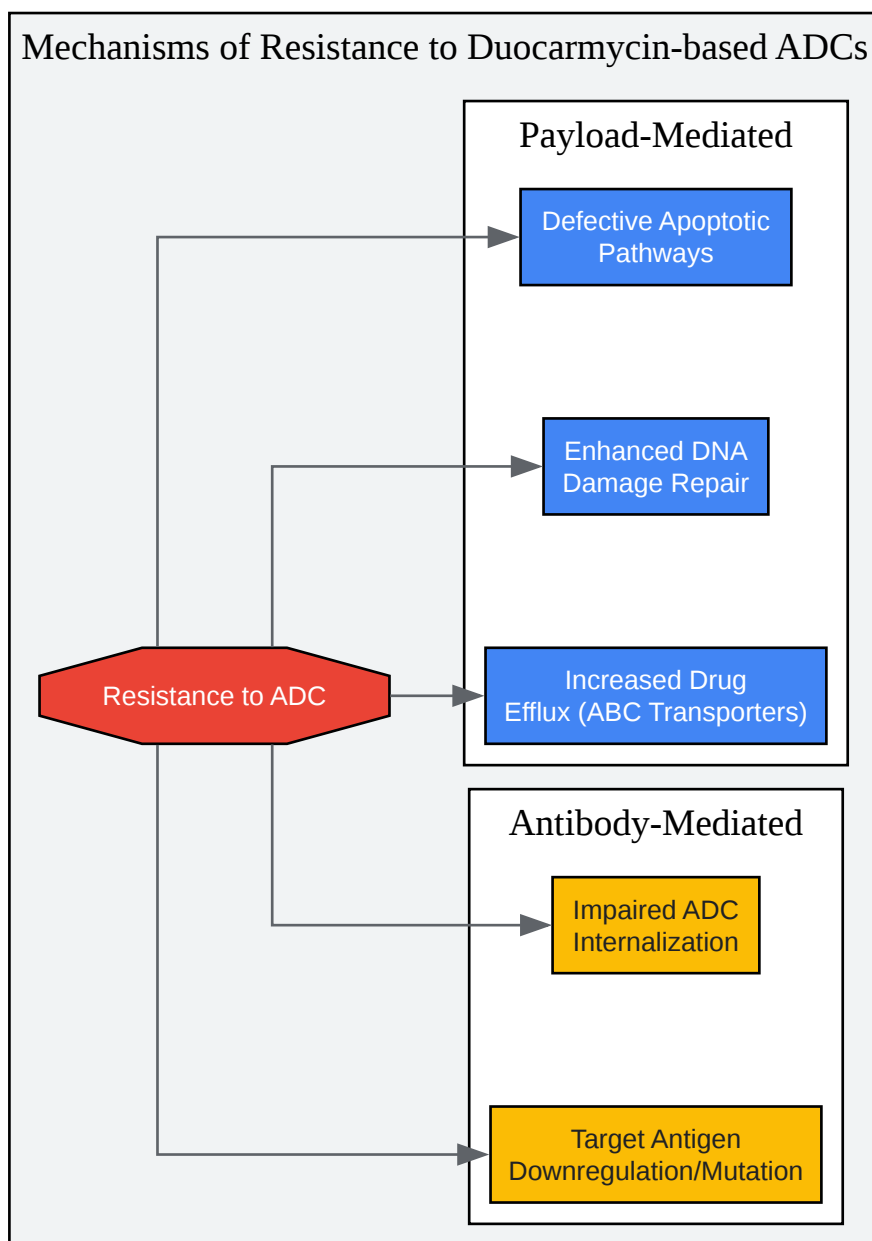 Mechanisms of Resistance to Duocarmycin-based ADCs
Payload-Mediated
Defective Apoptotic
Pathways
Enhanced DNA
Damage Repair
Resistance to ADC
Increased Drug
Efflux (ABC Transporters)
Antibody-Mediated
Impaired ADC
Internalization
Target Antigen
Downregulation/Mutation